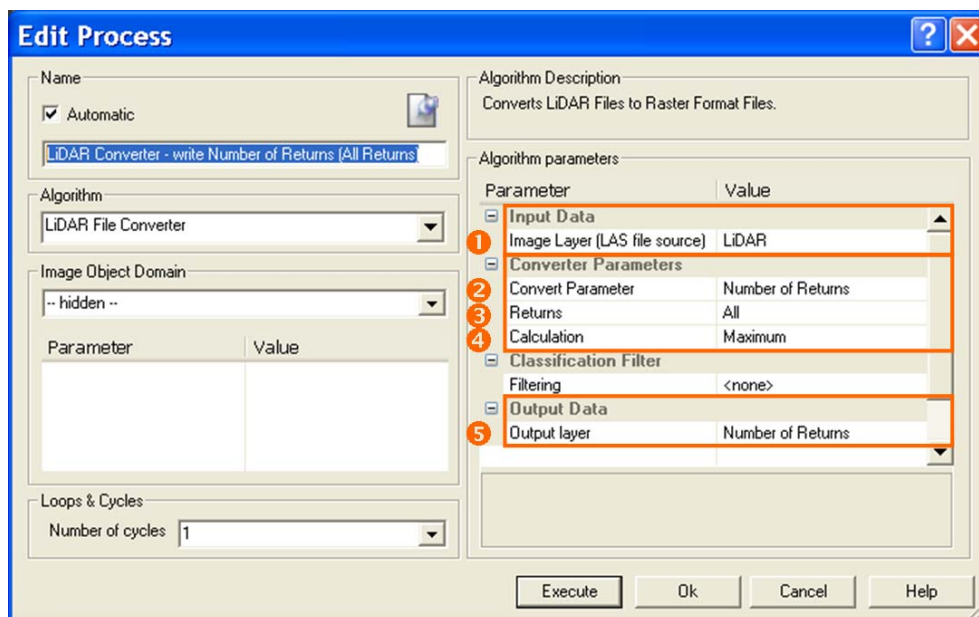 Edit Process
Name
Automatic
LiDAR Converter - write Number of Returns (All Returns)
Algorithm
LiDAR File Converter
Image Object Domain
-- hidden --
Parameter Value
Loops & Cycles
Number of cycles 1
Algorithm Description
Converts LiDAR Files to Raster Format Files.
Algorithm parameters
Parameter Value
Input Data
1 Image Layer (LAS file source) LiDAR
Converter Parameters
2 Convert Parameter Number of Returns
3 Returns All
4 Calculation Maximum
Classification Filter
Filtering <none>
Output Data
5 Output layer Number of Returns
Execute Ok Cancel Help